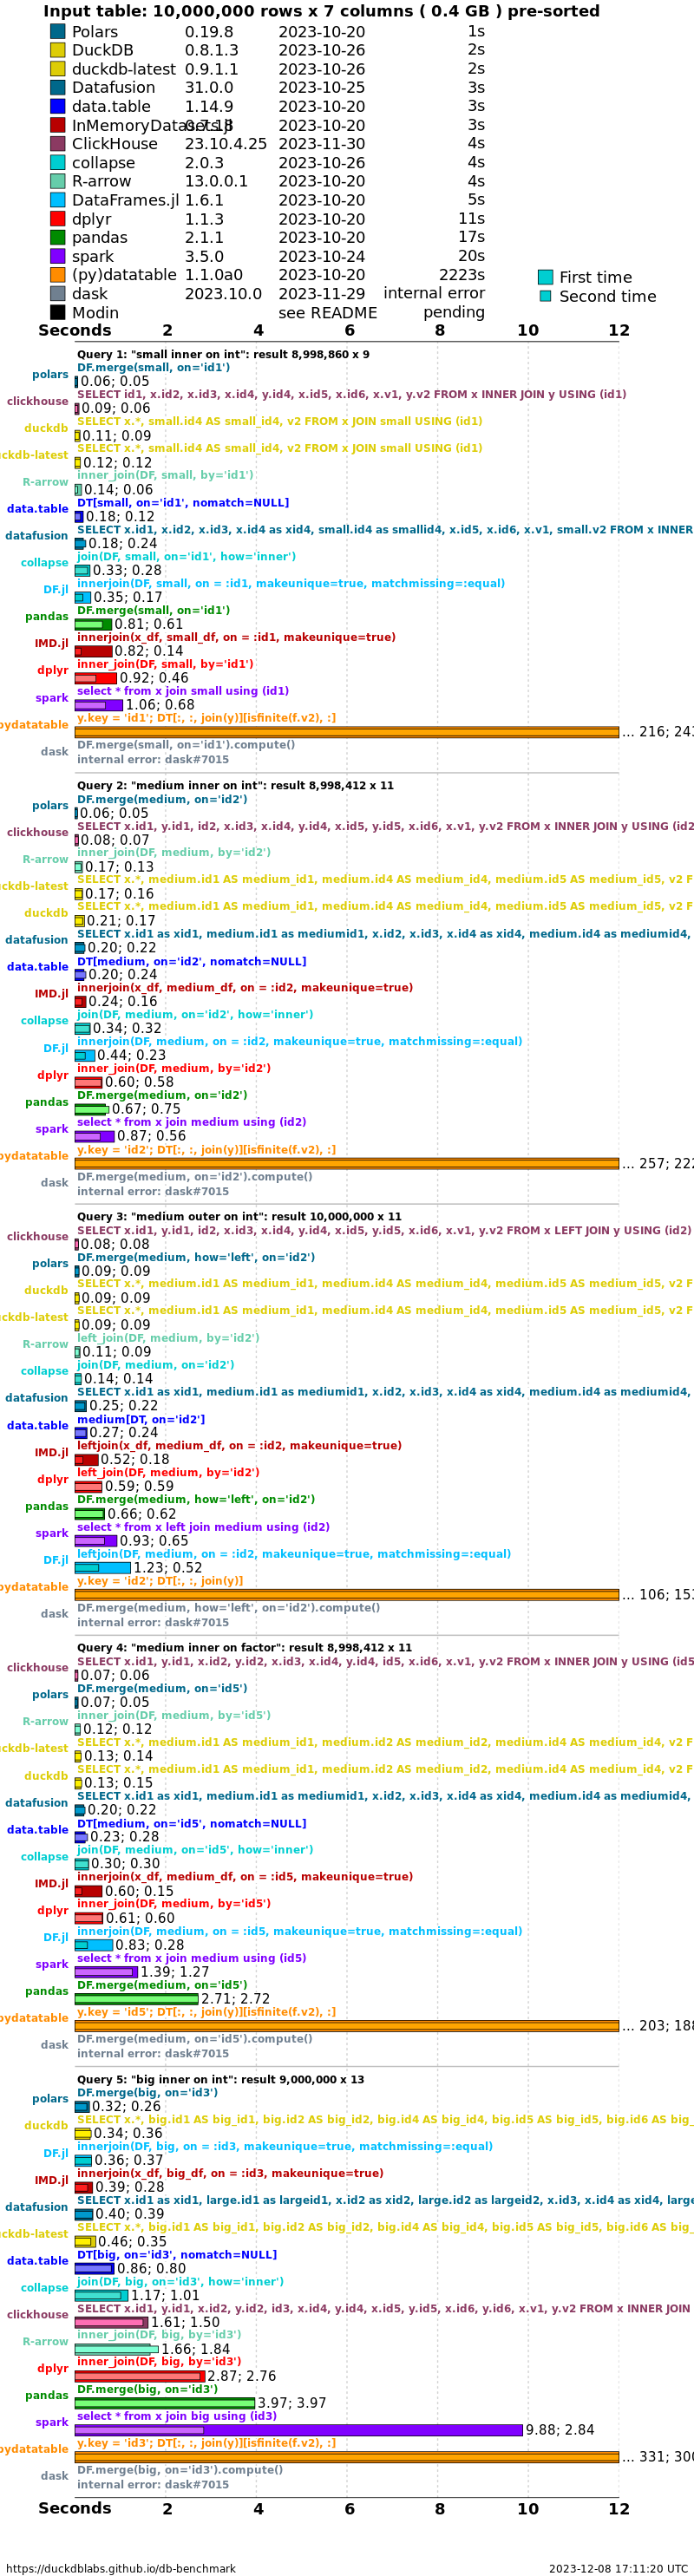 Input table: 10,000,000 rows x 7 columns ( 0.4 GB ) pre-sorted
Polars 0.19.8 2023-10-20 1s
DuckDB 0.8.1.3 2023-10-26 2s
duckdb-latest 0.9.1.1 2023-10-26 2s
Datafusion 31.0.0 2023-10-25 3s
data.table 1.14.9 2023-10-20 3s
InMemoryDatasets.jl 0.7.18 2023-10-20 3s
ClickHouse 23.10.4.25 2023-11-30 4s
collapse 2.0.3 2023-10-26 4s
R-arrow 13.0.0.1 2023-10-20 4s
DataFrames.jl 1.6.1 2023-10-20 5s
dplyr 1.1.3 2023-10-20 11s
pandas 2.1.1 2023-10-20 17s
spark 3.5.0 2023-10-24 20s
(py)datatable 1.1.0a0 2023-10-20 2223s
dask 2023.10.0 2023-11-29 internal error
Modin see README pending
First time
Second time
Seconds 2 4 6 8 10 12
Query 1: "small inner on int": result 8,998,860 x 9
DF.merge(small, on='id1')
polars 0.06; 0.05
SELECT id1, x.id2, x.id3, x.id4, y.id4, x.id5, x.id6, x.v1, y.v2 FROM x INNER JOIN y USING (id1)
clickhouse 0.09; 0.06
SELECT x.*, small.id4 AS small_id4, v2 FROM x JOIN small USING (id1)
duckdb 0.11; 0.09
SELECT x.*, small.id4 AS small_id4, v2 FROM x JOIN small USING (id1)
uckdb-latest 0.12; 0.12
inner_join(DF, small, by='id1')
R-arrow 0.14; 0.06
DT[small, on='id1', nomatch=NULL]
data.table 0.18; 0.12
SELECT x.id1, x.id2, x.id3, x.id4 as xid4, small.id4 as smallid4, x.id5, x.id6, x.v1, small.v2 FROM x INNER
datafusion 0.18; 0.24
join(DF, small, on='id1', how='inner')
collapse 0.33; 0.28
innerjoin(DF, small, on = :id1, makeunique=true, matchmissing=:equal)
DF.jl 0.35; 0.17
DF.merge(small, on='id1')
pandas 0.81; 0.61
innerjoin(x_df, small_df, on = :id1, makeunique=true)
IMD.jl 0.82; 0.14
inner_join(DF, small, by='id1')
dplyr 0.92; 0.46
select * from x join small using (id1)
spark 1.06; 0.68
y.key = 'id1'; DT[:, :, join(y)][isfinite(f.v2), :]
pydatatable ... 216; 243
DF.merge(small, on='id1').compute()
dask internal error: dask#7015
Query 2: "medium inner on int": result 8,998,412 x 11
DF.merge(medium, on='id2')
polars 0.06; 0.05
SELECT x.id1, y.id1, id2, x.id3, x.id4, y.id4, x.id5, y.id5, x.id6, x.v1, y.v2 FROM x INNER JOIN y USING (id2
clickhouse 0.08; 0.07
inner_join(DF, medium, by='id2')
R-arrow 0.17; 0.13
SELECT x.*, medium.id1 AS medium_id1, medium.id4 AS medium_id4, medium.id5 AS medium_id5, v2 F
uckdb-latest 0.17; 0.16
SELECT x.*, medium.id1 AS medium_id1, medium.id4 AS medium_id4, medium.id5 AS medium_id5, v2 F
duckdb 0.21; 0.17
SELECT x.id1 as xid1, medium.id1 as mediumid1, x.id2, x.id3, x.id4 as xid4, medium.id4 as mediumid4,
datafusion 0.20; 0.22
DT[medium, on='id2', nomatch=NULL]
data.table 0.20; 0.24
innerjoin(x_df, medium_df, on = :id2, makeunique=true)
IMD.jl 0.24; 0.16
join(DF, medium, on='id2', how='inner')
collapse 0.34; 0.32
innerjoin(DF, medium, on = :id2, makeunique=true, matchmissing=:equal)
DF.jl 0.44; 0.23
inner_join(DF, medium, by='id2')
dplyr 0.60; 0.58
DF.merge(medium, on='id2')
pandas 0.67; 0.75
select * from x join medium using (id2)
spark 0.87; 0.56
y.key = 'id2'; DT[:, :, join(y)][isfinite(f.v2), :]
pydatatable ... 257; 222
DF.merge(medium, on='id2').compute()
dask internal error: dask#7015
Query 3: "medium outer on int": result 10,000,000 x 11
SELECT x.id1, y.id1, id2, x.id3, x.id4, y.id4, x.id5, y.id5, x.id6, x.v1, y.v2 FROM x LEFT JOIN y USING (id2)
clickhouse 0.08; 0.08
DF.merge(medium, how='left', on='id2')
polars 0.09; 0.09
SELECT x.*, medium.id1 AS medium_id1, medium.id4 AS medium_id4, medium.id5 AS medium_id5, v2 F
duckdb 0.09; 0.09
SELECT x.*, medium.id1 AS medium_id1, medium.id4 AS medium_id4, medium.id5 AS medium_id5, v2 F
uckdb-latest 0.09; 0.09
left_join(DF, medium, by='id2')
R-arrow 0.11; 0.09
join(DF, medium, on='id2')
collapse 0.14; 0.14
SELECT x.id1 as xid1, medium.id1 as mediumid1, x.id2, x.id3, x.id4 as xid4, medium.id4 as mediumid4,
datafusion 0.25; 0.22
medium[DT, on='id2']
data.table 0.27; 0.24
leftjoin(x_df, medium_df, on = :id2, makeunique=true)
IMD.jl 0.52; 0.18
left_join(DF, medium, by='id2')
dplyr 0.59; 0.59
DF.merge(medium, how='left', on='id2')
pandas 0.66; 0.62
select * from x left join medium using (id2)
spark 0.93; 0.65
leftjoin(DF, medium, on = :id2, makeunique=true, matchmissing=:equal)
DF.jl 1.23; 0.52
y.key = 'id2'; DT[:, :, join(y)]
pydatatable ... 106; 153
DF.merge(medium, how='left', on='id2').compute()
dask internal error: dask#7015
Query 4: "medium inner on factor": result 8,998,412 x 11
SELECT x.id1, y.id1, x.id2, y.id2, x.id3, x.id4, y.id4, id5, x.id6, x.v1, y.v2 FROM x INNER JOIN y USING (id5
clickhouse 0.07; 0.06
DF.merge(medium, on='id5')
polars 0.07; 0.05
inner_join(DF, medium, by='id5')
R-arrow 0.12; 0.12
SELECT x.*, medium.id1 AS medium_id1, medium.id2 AS medium_id2, medium.id4 AS medium_id4, v2 F
uckdb-latest 0.13; 0.14
SELECT x.*, medium.id1 AS medium_id1, medium.id2 AS medium_id2, medium.id4 AS medium_id4, v2 F
duckdb 0.13; 0.15
SELECT x.id1 as xid1, medium.id1 as mediumid1, x.id2, x.id3, x.id4 as xid4, medium.id4 as mediumid4,
datafusion 0.20; 0.22
DT[medium, on='id5', nomatch=NULL]
data.table 0.23; 0.28
join(DF, medium, on='id5', how='inner')
collapse 0.30; 0.30
innerjoin(x_df, medium_df, on = :id5, makeunique=true)
IMD.jl 0.60; 0.15
inner_join(DF, medium, by='id5')
dplyr 0.61; 0.60
innerjoin(DF, medium, on = :id5, makeunique=true, matchmissing=:equal)
DF.jl 0.83; 0.28
select * from x join medium using (id5)
spark 1.39; 1.27
DF.merge(medium, on='id5')
pandas 2.71; 2.72
y.key = 'id5'; DT[:, :, join(y)][isfinite(f.v2), :]
pydatatable ... 203; 188
DF.merge(medium, on='id5').compute()
dask internal error: dask#7015
Query 5: "big inner on int": result 9,000,000 x 13
DF.merge(big, on='id3')
polars 0.32; 0.26
SELECT x.*, big.id1 AS big_id1, big.id2 AS big_id2, big.id4 AS big_id4, big.id5 AS big_id5, big.id6 AS big_
duckdb 0.34; 0.36
innerjoin(DF, big, on = :id3, makeunique=true, matchmissing=:equal)
DF.jl 0.36; 0.37
innerjoin(x_df, big_df, on = :id3, makeunique=true)
IMD.jl 0.39; 0.28
SELECT x.id1 as xid1, large.id1 as largeid1, x.id2 as xid2, large.id2 as largeid2, x.id3, x.id4 as xid4, large
datafusion 0.40; 0.39
SELECT x.*, big.id1 AS big_id1, big.id2 AS big_id2, big.id4 AS big_id4, big.id5 AS big_id5, big.id6 AS big_
uckdb-latest 0.46; 0.35
DT[big, on='id3', nomatch=NULL]
data.table 0.86; 0.80
join(DF, big, on='id3', how='inner')
collapse 1.17; 1.01
SELECT x.id1, y.id1, x.id2, y.id2, id3, x.id4, y.id4, x.id5, y.id5, x.id6, y.id6, x.v1, y.v2 FROM x INNER JOIN
clickhouse 1.61; 1.50
inner_join(DF, big, by='id3')
R-arrow 1.66; 1.84
inner_join(DF, big, by='id3')
dplyr 2.87; 2.76
DF.merge(big, on='id3')
pandas 3.97; 3.97
select * from x join big using (id3)
spark 9.88; 2.84
y.key = 'id3'; DT[:, :, join(y)][isfinite(f.v2), :]
pydatatable ... 331; 300
DF.merge(big, on='id3').compute()
dask internal error: dask#7015
Seconds 2 4 6 8 10 12
https://duckdblabs.github.io/db-benchmark 2023-12-08 17:11:20 UTC